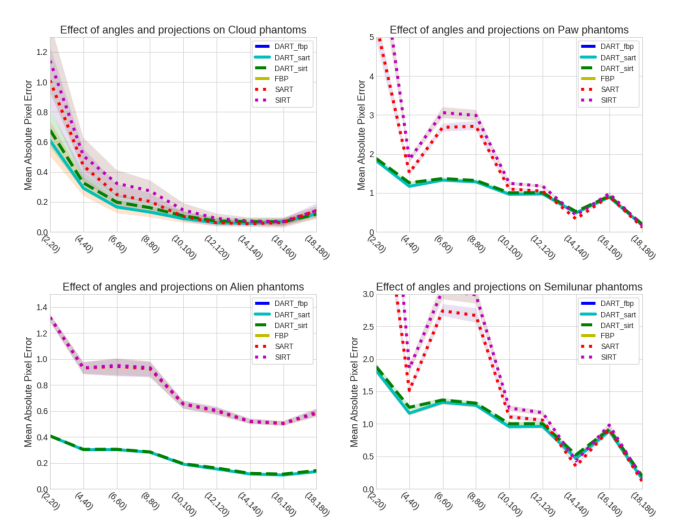 Effect of angles and projections on Cloud phantoms
Mean Absolute Pixel Error
1.2
1.0
0.8
0.6
0.4
0.2
0.0
DART_fbp
DART_sart
DART_sirt
FBP
SART
SIRT
(2,20)
(4,40)
(6,60)
(8,80)
(10,100)
(12,120)
(14,140)
(16,160)
(18,180)
Effect of angles and projections on Paw phantoms
Mean Absolute Pixel Error
5
4
3
2
1
0
DART_fbp
DART_sart
DART_sirt
FBP
SART
SIRT
(2,20)
(4,40)
(6,60)
(8,80)
(10,100)
(12,120)
(14,140)
(16,160)
(18,180)
Effect of angles and projections on Alien phantoms
Mean Absolute Pixel Error
1.4
1.2
1.0
0.8
0.6
0.4
0.2
0.0
DART_fbp
DART_sart
DART_sirt
FBP
SART
SIRT
(2,20)
(4,40)
(6,60)
(8,80)
(10,100)
(12,120)
(14,140)
(16,160)
(18,180)
Effect of angles and projections on Semilunar phantoms
Mean Absolute Pixel Error
3.0
2.5
2.0
1.5
1.0
0.5
0.0
DART_fbp
DART_sart
DART_sirt
FBP
SART
SIRT
(2,20)
(4,40)
(6,60)
(8,80)
(10,100)
(12,120)
(14,140)
(16,160)
(18,180)